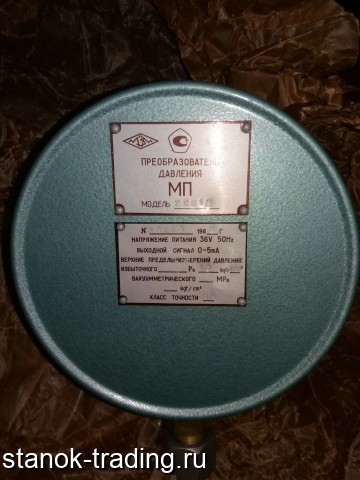 ПРЕОБРАЗОВАТЕЛЬ
ДАВЛЕНИЯ
МП
МОДЕЛЬ
N 198 Г
НАПРЯЖЕНИЕ ПИТАНИЯ 36V 50Hz
ВЫХОДНОЙ СИГНАЛ 0-5mA
ВЕРХНИЕ ПРЕДЕЛЫ ИЗМЕРЕНИЙ ДАВЛЕНИЯ:
ИЗБЫТОЧНОГО Pa
ВАКУУММЕТРИЧЕСКОГО MPa
kgf/cm²
КЛАСС ТОЧНОСТИ
stanok-trading.ru